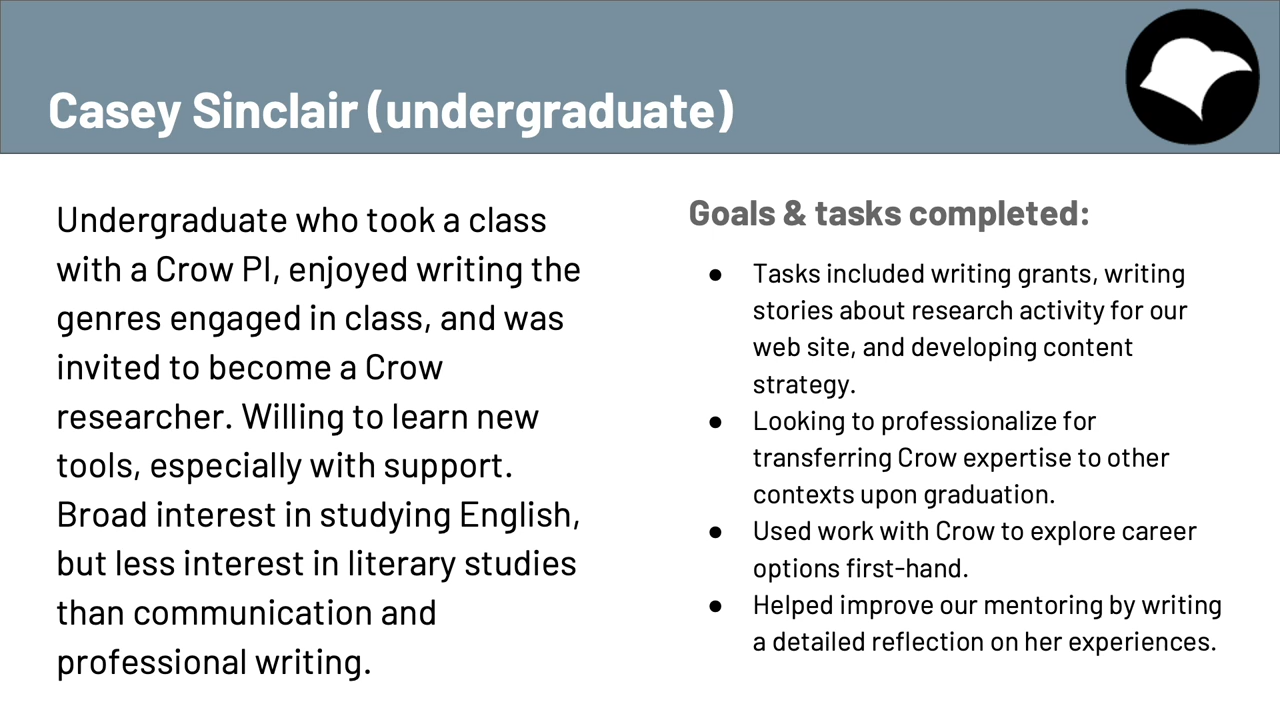 Casey Sinclair (undergraduate)
Undergraduate who took a class
with a Crow PI, enjoyed writing the
genres engaged in class, and was
invited to become a Crow
researcher. Willing to learn new
tools, especially with support.
Broad interest in studying English,
but less interest in literary studies
than communication and
professional writing.
Goals & tasks completed:
● Tasks included writing grants, writing
stories about research activity for our
web site, and developing content
strategy.
● Looking to professionalize for
transferring Crow expertise to other
contexts upon graduation.
● Used work with Crow to explore career
options first-hand.
● Helped improve our mentoring by writing
a detailed reflection on her experiences.